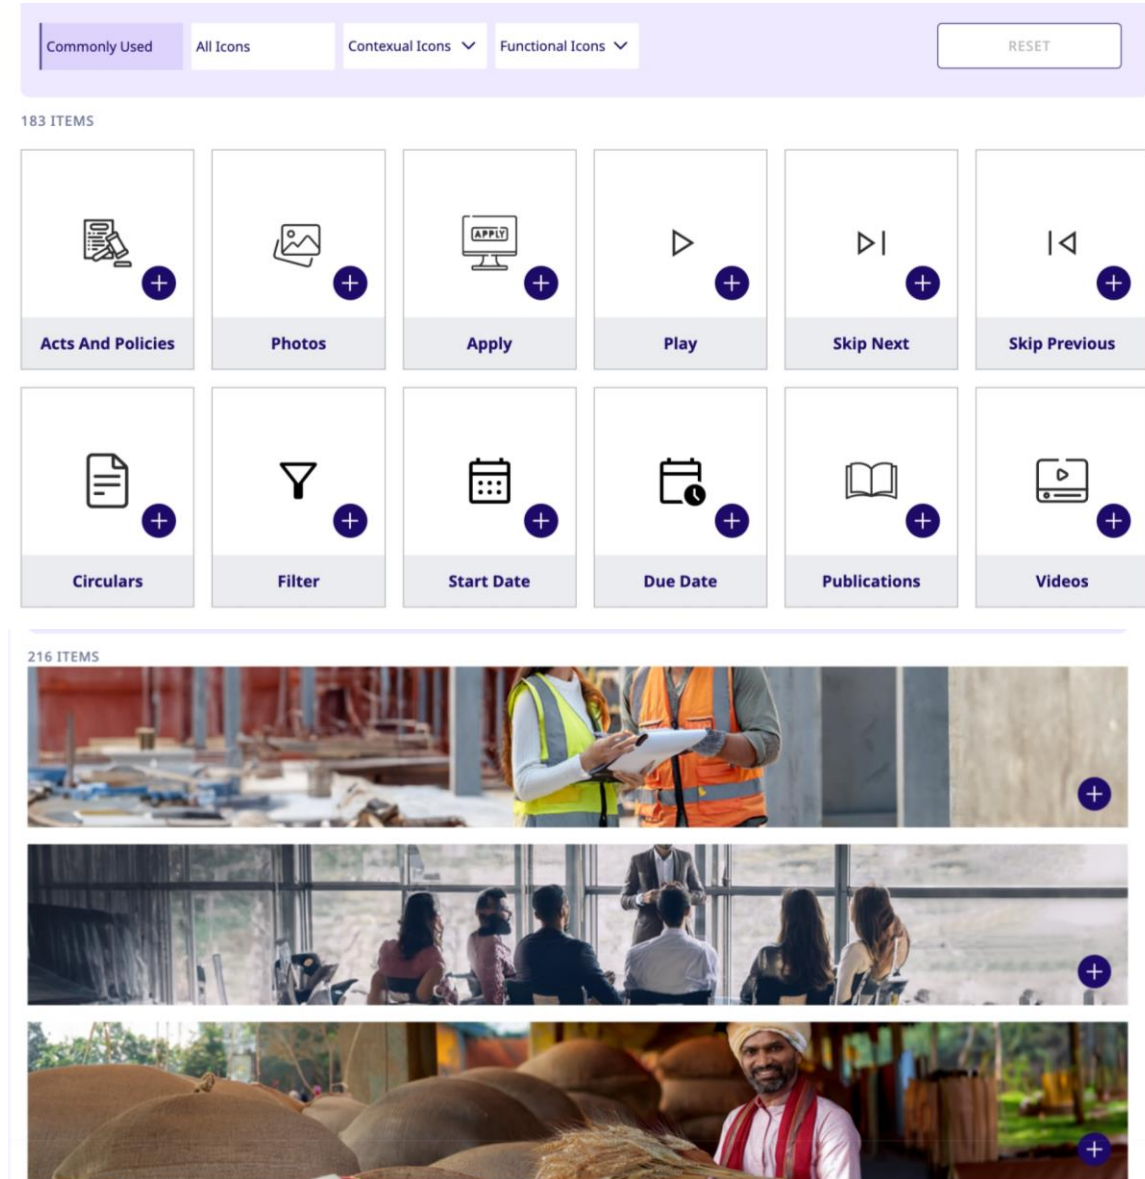 Commonly Used All Icons Contexual Icons Functional Icons RESET
183 ITEMS
APPLY
Acts And Policies Photos Apply Play Skip Next Skip Previous
Circulars Filter Start Date Due Date Publications Videos
216 ITEMS